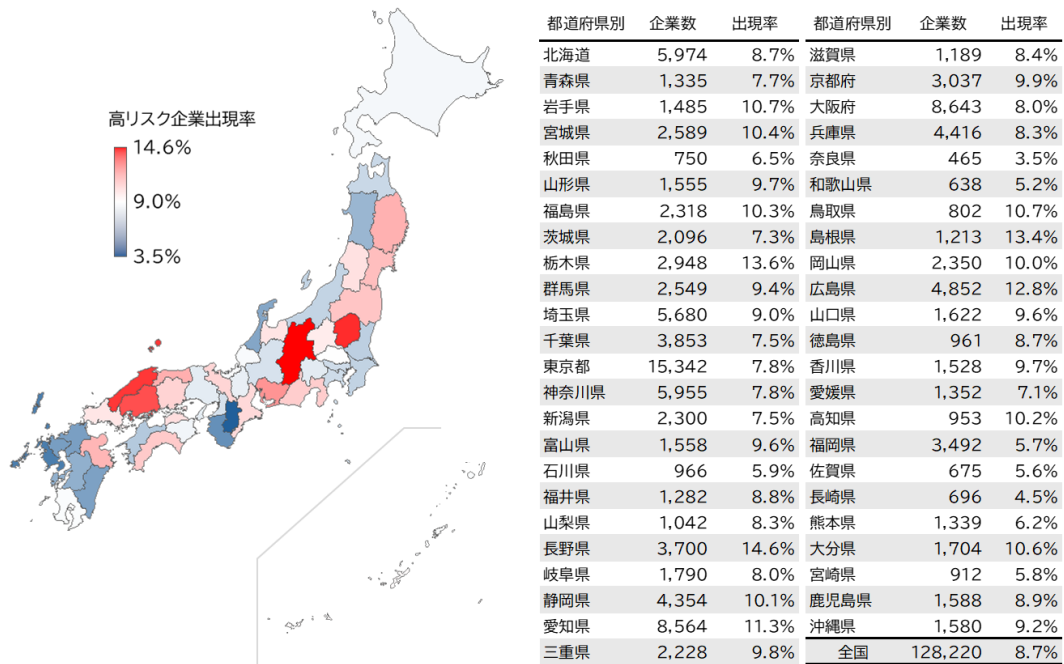 高リスク企業出現率
14.6%
9.0%
3.5%
都道府県別 企業数 出現率 都道府県別 企業数 出現率
北海道 5,974 8.7% 滋賀県 1,189 8.4%
青森県 1,335 7.7% 京都府 3,037 9.9%
岩手県 1,485 10.7% 大阪府 8,643 8.0%
宮城県 2,589 10.4% 兵庫県 4,416 8.3%
秋田県 750 6.5% 奈良県 465 3.5%
山形県 1,555 9.7% 和歌山県 638 5.2%
福島県 2,318 10.3% 鳥取県 802 10.7%
茨城県 2,096 7.3% 島根県 1,213 13.4%
栃木県 2,948 13.6% 岡山県 2,350 10.0%
群馬県 2,549 9.4% 広島県 4,852 12.8%
埼玉県 5,680 9.0% 山口県 1,622 9.6%
千葉県 3,853 7.5% 徳島県 961 8.7%
東京都 15,342 7.8% 香川県 1,528 9.7%
神奈川県 5,955 7.8% 愛媛県 1,352 7.1%
新潟県 2,300 7.5% 高知県 953 10.2%
富山県 1,558 9.6% 福岡県 3,492 5.7%
石川県 966 5.9% 佐賀県 675 5.6%
福井県 1,282 8.8% 長崎県 696 4.5%
山梨県 1,042 8.3% 熊本県 1,339 6.2%
長野県 3,700 14.6% 大分県 1,704 10.6%
岐阜県 1,790 8.0% 宮崎県 912 5.8%
静岡県 4,354 10.1% 鹿児島県 1,588 8.9%
愛知県 8,564 11.3% 沖縄県 1,580 9.2%
三重県 2,228 9.8% 全国 128,220 8.7%